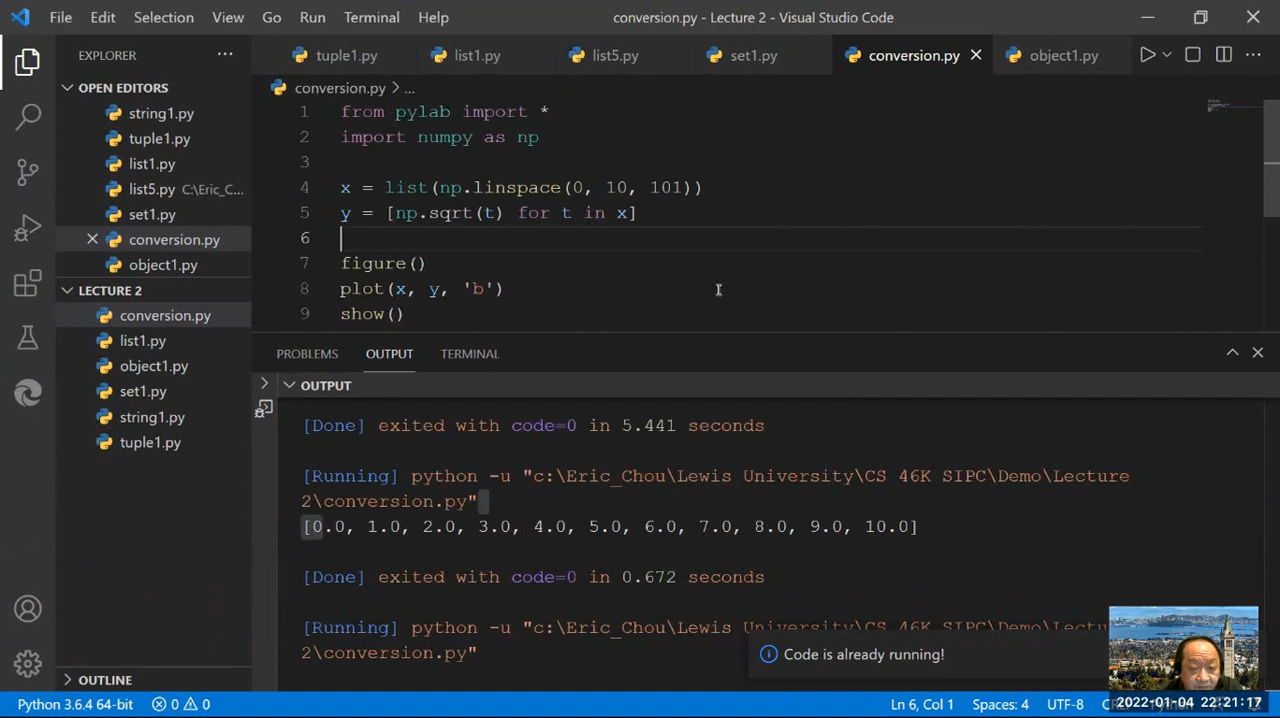 File Edit Selection View Go Run Terminal Help
conversion.py - Lecture 2 - Visual Studio Code
EXPLORER
tuple1.py list1.py list5.py set1.py conversion.py object1.py
OPEN EDITORS
string1.py
tuple1.py
list1.py
list5.py C:\Eric_C...
set1.py
conversion.py
object1.py
LECTURE 2
conversion.py
list1.py
object1.py
set1.py
string1.py
tuple1.py
OUTLINE
conversion.py > ...
1 from pylab import *
2 import numpy as np
3
4 x = list(np.linspace(0, 10, 101))
5 y = [np.sqrt(t) for t in x]
6
7 figure()
8 plot(x, y, 'b')
9 show()
PROBLEMS OUTPUT TERMINAL
OUTPUT
[Done] exited with code=0 in 5.441 seconds
[Running] python -u "c:\Eric_Chou\Lewis University\CS 46K SIPC\Demo\Lecture
2\conversion.py"
[0.0, 1.0, 2.0, 3.0, 4.0, 5.0, 6.0, 7.0, 8.0, 9.0, 10.0]
[Done] exited with code=0 in 0.672 seconds
[Running] python -u "c:\Eric_Chou\Lewis University\CS 46K SIPC\Demo\Lectu
2\conversion.py"
Code is already running!
Python 3.6.4 64-bit 0 0 Ln 6, Col 1 Spaces: 4 UTF-8
2022-01-04 22:21:17